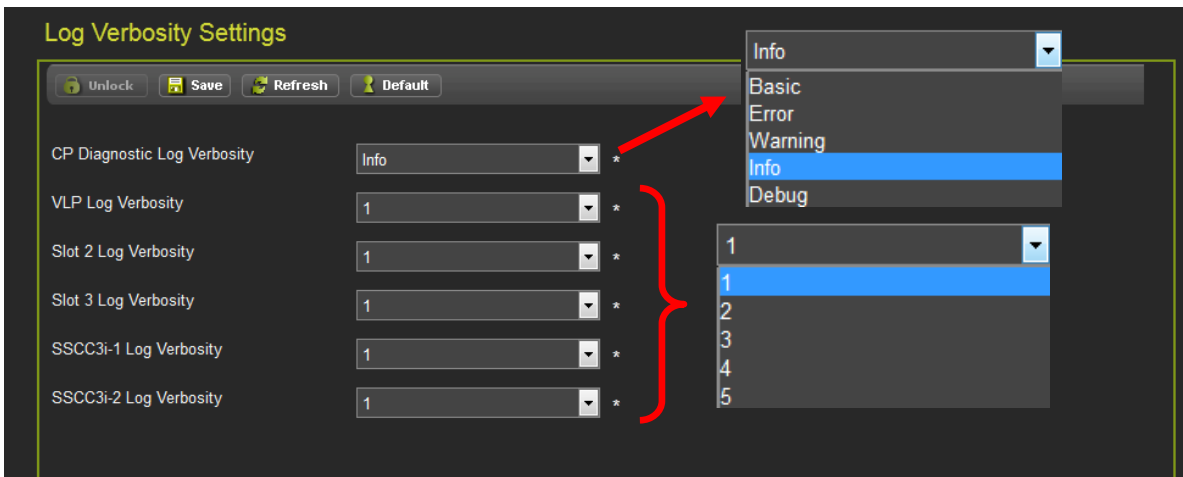 Log Verbosity Settings
Unlock Save Refresh Default
CP Diagnostic Log Verbosity Info *
VLP Log Verbosity 1 *
Slot 2 Log Verbosity 1 *
Slot 3 Log Verbosity 1 *
SSCC3i-1 Log Verbosity 1 *
SSCC3i-2 Log Verbosity 1 *
Info
Basic
Error
Warning
Info
Debug
1
1
2
3
4
5